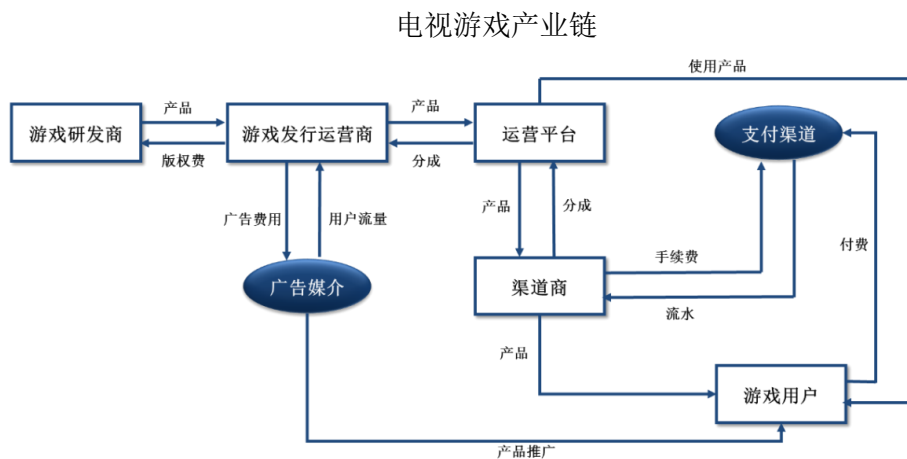 电视游戏产业链
使用产品
产品
产品
游戏研发商
游戏发行运营商
运营平台
支付渠道
版权费
分成
广告费用
用户流量
产品
分成
付费
手续费
广告媒介
渠道商
流水
产品
游戏用户
产品推广